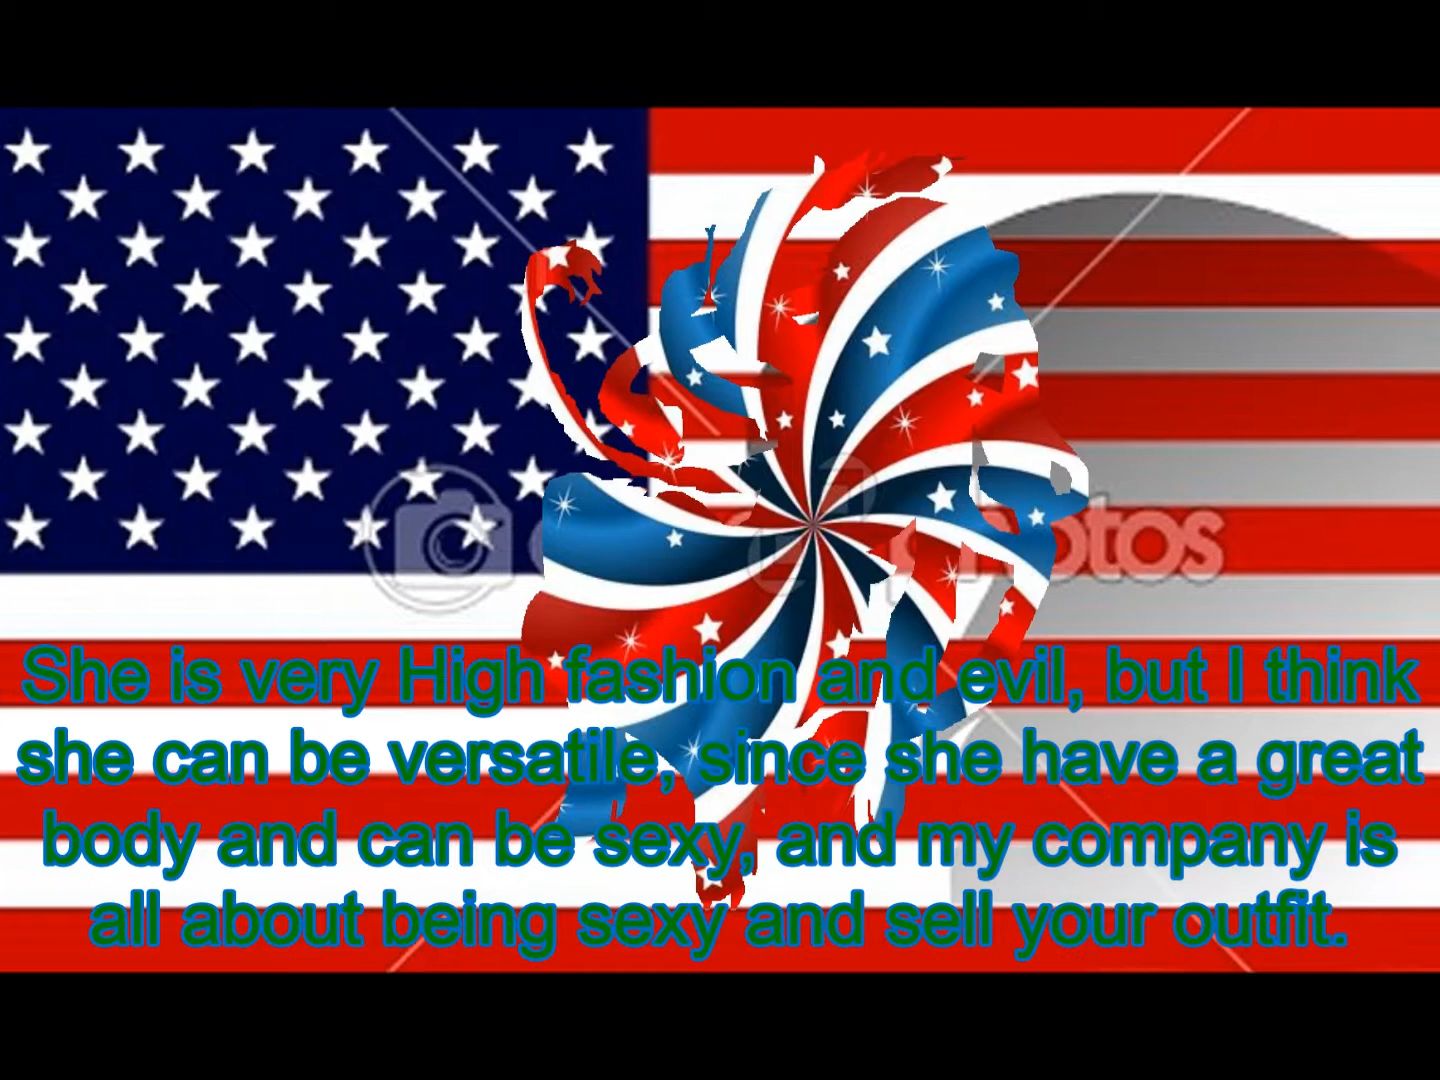 photos
She is very High fashion and evil, but I think
she can be versatile, since she have a great
body and can be sexy, and my company is
all about being sexy and sell your outfit.